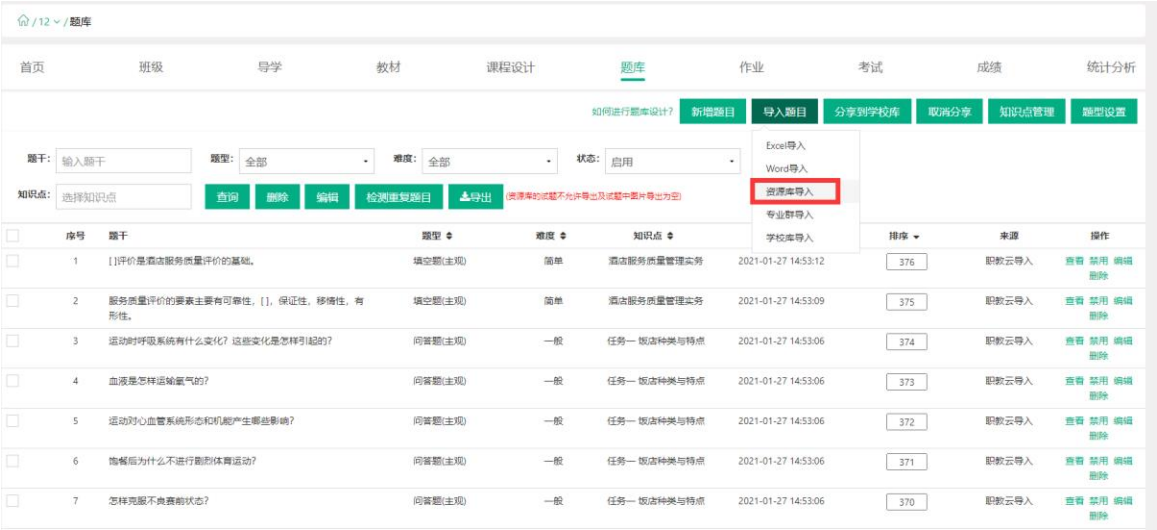 / 12 / 题库
首页 班级 导学 教材 课程设计 题库 作业 考试 成绩 统计分析
如何进行题库设计? 新增题目 导入题目 分享到学校库 取消分享 知识点管理 题型设置
Excel导入
Word导入
资源库导入
专业群导入
学校库导入
题干: 输入题干 题型: 全部 难度: 全部 状态: 启用
知识点: 选择知识点 查询 删除 编辑 检测重复题目 导出 (资源库的试题不允许导出及试题中图片导出为空)
序号 题干 题型 难度 知识点 排序 来源 操作
1 [ ]评价是酒店服务质量评价的基础。 填空题(主观) 简单 酒店服务质量管理实务 2021-01-27 14:53:12 376 职教云导入 查看 禁用 编辑
删除
2 服务质量评价的要素主要有可靠性, [ ], 保证性, 移情性, 有 填空题(主观) 简单 酒店服务质量管理实务 2021-01-27 14:53:09 375 职教云导入 查看 禁用 编辑
形性。 删除
3 运动时呼吸系统有什么变化? 这些变化是怎样引起的? 问答题(主观) 一般 任务一 饭店种类与特点 2021-01-27 14:53:06 374 职教云导入 查看 禁用 编辑
删除
4 血液是怎样运输氧气的? 问答题(主观) 一般 任务一 饭店种类与特点 2021-01-27 14:53:06 373 职教云导入 查看 禁用 编辑
删除
5 运动对心血管系统形态和机能产生哪些影响? 问答题(主观) 一般 任务一 饭店种类与特点 2021-01-27 14:53:06 372 职教云导入 查看 禁用 编辑
删除
6 饱餐后为什么不进行剧烈体育运动? 问答题(主观) 一般 任务一 饭店种类与特点 2021-01-27 14:53:06 371 职教云导入 查看 禁用 编辑
删除
7 怎样克服不良赛前状态? 问答题(主观) 一般 任务一 饭店种类与特点 2021-01-27 14:53:06 370 职教云导入 查看 禁用 编辑
删除